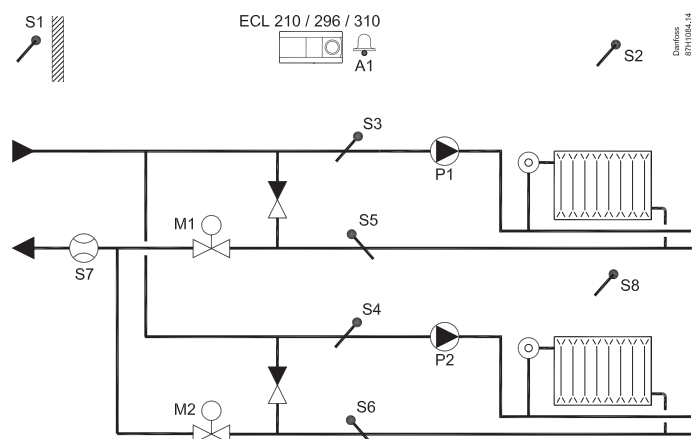 S1
ECL 210 / 296 / 310
A1
S2
Danfoss
87H1084.14
S3
P1
M1
S5
S7
S8
S4
P2
M2
S6